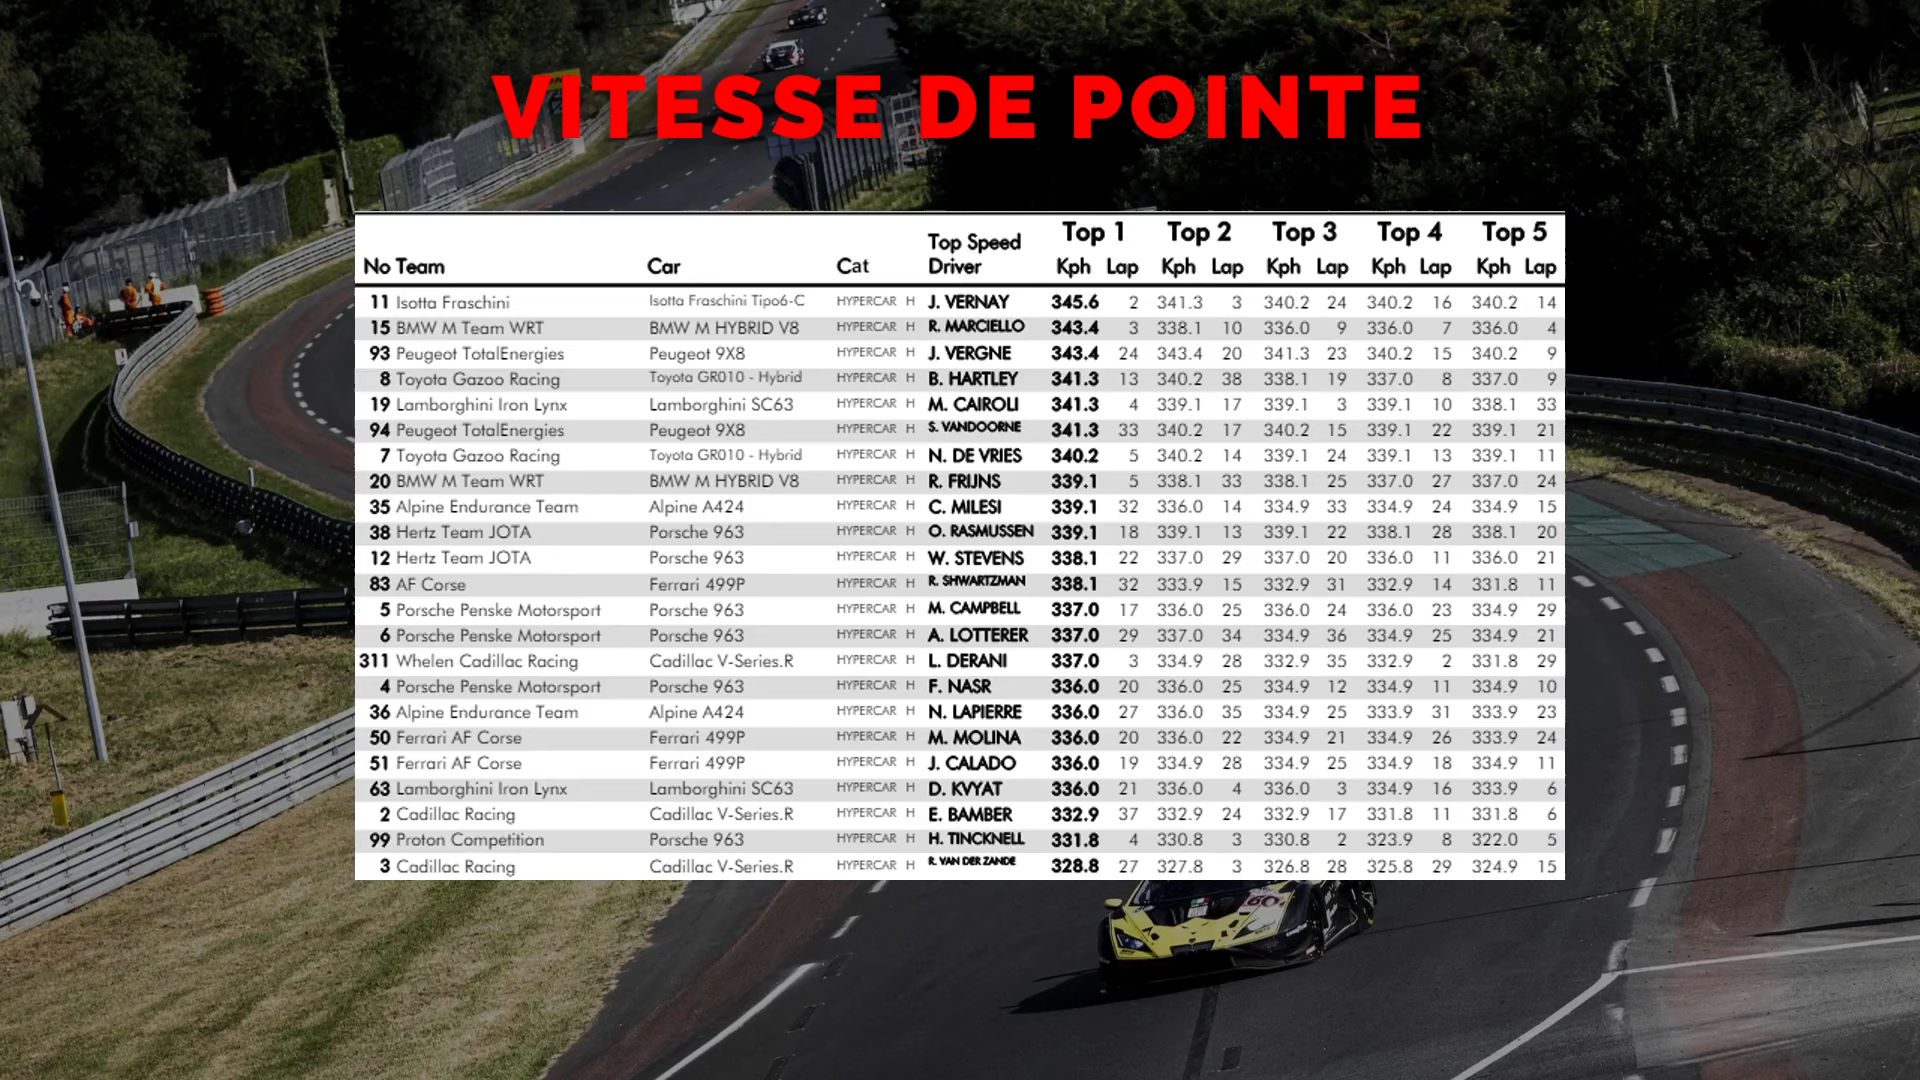 VITESSE DE POINTE
Top Speed Top 1 Top 2 Top 3 Top 4 Top 5
No Team Car Cat Driver Kph Lap Kph Lap Kph Lap Kph Lap Kph Lap
11 Isotta Fraschini Isotta Fraschini Tipo6-C HYPERCAR H J. VERNAY 345.6 2 341.3 3 340.2 24 340.2 16 340.2 14
15 BMW M Team WRT BMW M HYBRID V8 HYPERCAR H R. MARCIELLO 343.4 3 338.1 10 336.0 9 336.0 7 336.0 4
93 Peugeot TotalEnergies Peugeot 9X8 HYPERCAR H J. VERGNE 343.4 24 343.4 20 341.3 23 340.2 15 340.2 9
8 Toyota Gazoo Racing Toyota GR010 - Hybrid HYPERCAR H B. HARTLEY 341.3 13 340.2 38 338.1 19 337.0 8 337.0 9
19 Lamborghini Iron Lynx Lamborghini SC63 HYPERCAR H M. CAIROLI 341.3 4 339.1 17 339.1 3 339.1 10 338.1 33
94 Peugeot TotalEnergies Peugeot 9X8 HYPERCAR H S. VANDOORNE 341.3 33 340.2 17 340.2 15 339.1 22 339.1 21
7 Toyota Gazoo Racing Toyota GR010 - Hybrid HYPERCAR H N. DE VRIES 340.2 5 340.2 14 339.1 24 339.1 13 339.1 11
20 BMW M Team WRT BMW M HYBRID V8 HYPERCAR H R. FRIJNS 339.1 5 338.1 33 338.1 25 337.0 27 337.0 24
35 Alpine Endurance Team Alpine A424 HYPERCAR H C. MILESI 339.1 32 336.0 14 334.9 33 334.9 24 334.9 15
38 Hertz Team JOTA Porsche 963 HYPERCAR H O. RASMUSSEN 339.1 18 339.1 13 339.1 22 338.1 28 338.1 20
12 Hertz Team JOTA Porsche 963 HYPERCAR H W. STEVENS 338.1 22 337.0 29 337.0 20 336.0 11 336.0 21
83 AF Corse Ferrari 499P HYPERCAR H R. SHWARTZMAN 338.1 32 333.9 15 332.9 31 332.9 14 331.8 11
5 Porsche Penske Motorsport Porsche 963 HYPERCAR H M. CAMPBELL 337.0 17 336.0 25 336.0 24 336.0 23 334.9 29
6 Porsche Penske Motorsport Porsche 963 HYPERCAR H A. LOTTERER 337.0 29 337.0 34 334.9 36 334.9 25 334.9 21
311 Whelen Cadillac Racing Cadillac V-Series.R HYPERCAR H L. DERANI 337.0 3 334.9 28 332.9 35 332.9 2 331.8 29
4 Porsche Penske Motorsport Porsche 963 HYPERCAR H F. NASR 336.0 20 336.0 25 334.9 12 334.9 11 334.9 10
36 Alpine Endurance Team Alpine A424 HYPERCAR H N. LAPIERRE 336.0 27 336.0 35 334.9 25 333.9 31 333.9 23
50 Ferrari AF Corse Ferrari 499P HYPERCAR H M. MOLINA 336.0 20 336.0 22 334.9 21 334.9 26 333.9 24
51 Ferrari AF Corse Ferrari 499P HYPERCAR H J. CALADO 336.0 19 334.9 28 334.9 25 334.9 18 334.9 11
63 Lamborghini Iron Lynx Lamborghini SC63 HYPERCAR H D. KVYAT 336.0 21 336.0 4 336.0 3 334.9 16 333.9 6
2 Cadillac Racing Cadillac V-Series.R HYPERCAR H E. BAMBER 332.9 37 332.9 24 332.9 17 331.8 11 331.8 6
99 Proton Competition Porsche 963 HYPERCAR H H. TINCKNELL 331.8 4 330.8 3 330.8 2 323.9 8 322.0 5
3 Cadillac Racing Cadillac V-Series.R HYPERCAR H R. VAN DER ZANDE 328.8 27 327.8 3 326.8 28 325.8 29 324.9 15
60